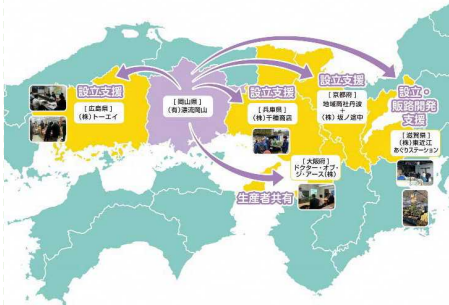 設立支援
[広島県]
(株)トーエイ
[岡山県]
(有)漂流岡山
設立支援
[兵庫県]
(株)千種商店
設立支援
[京都府]
地域商社丹波
+
(株)坂ノ途中
設立・
販路開発
支援
[滋賀県]
(株)東近江
あぐりステーション
[大阪府]
ドクター・オブ・
ジ・アース(株)
生産者共有